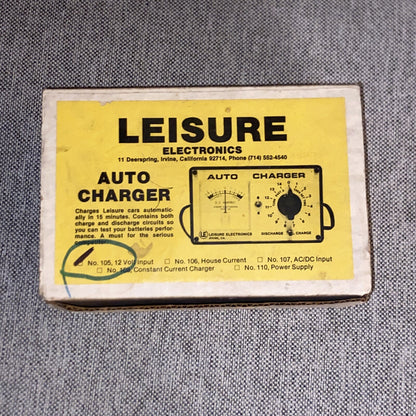 LEISURE
ELECTRONICS
11 Deerspring, Irvine, California 92714, Phone (714) 552-4540
AUTO
CHARGER
Charges Leisure cars automatic-
ally in 15 minutes. Contains both
charge and discharge circuits so
you can test your batteries perfor-
mance. A must for the serious
AUTO CHARGER
LEISURE ELECTRONICS
DISCHARGE
CHARGE
No. 105, 12 Volt Input
No. 106, House Current
No. 107, AC/DC Input
Constant Current Charger
No. 110, Power Supply